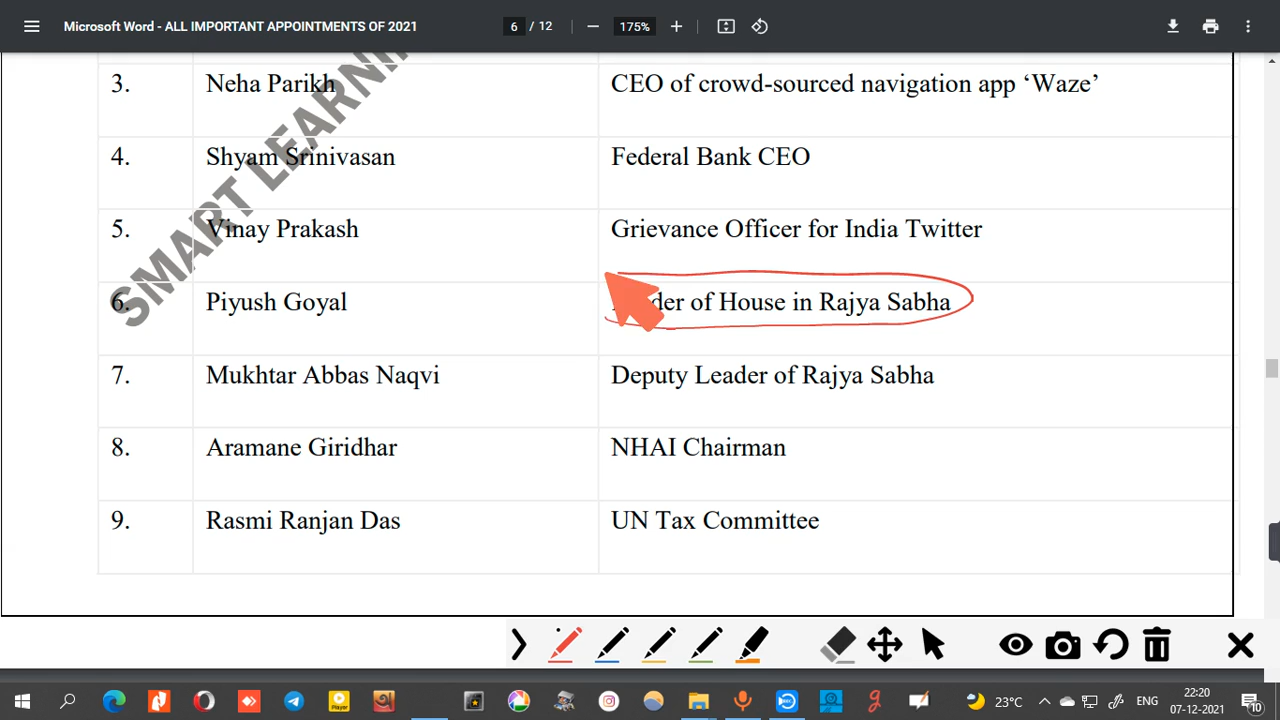 Microsoft Word - ALL IMPORTANT APPOINTMENTS OF 2021
6 / 12
175%
3. Neha Parikh CEO of crowd-sourced navigation app ‘Waze’
4. Shyam Srinivasan Federal Bank CEO
5. Vinay Prakash Grievance Officer for India Twitter
6. Piyush Goyal of House in Rajya Sabha
7. Mukhtar Abbas Naqvi Deputy Leader of Rajya Sabha
8. Aramane Giridhar NHAI Chairman
9. Rasmi Ranjan Das UN Tax Committee
SMART
Player
23°C
ENG
22:20
07-12-2021
10